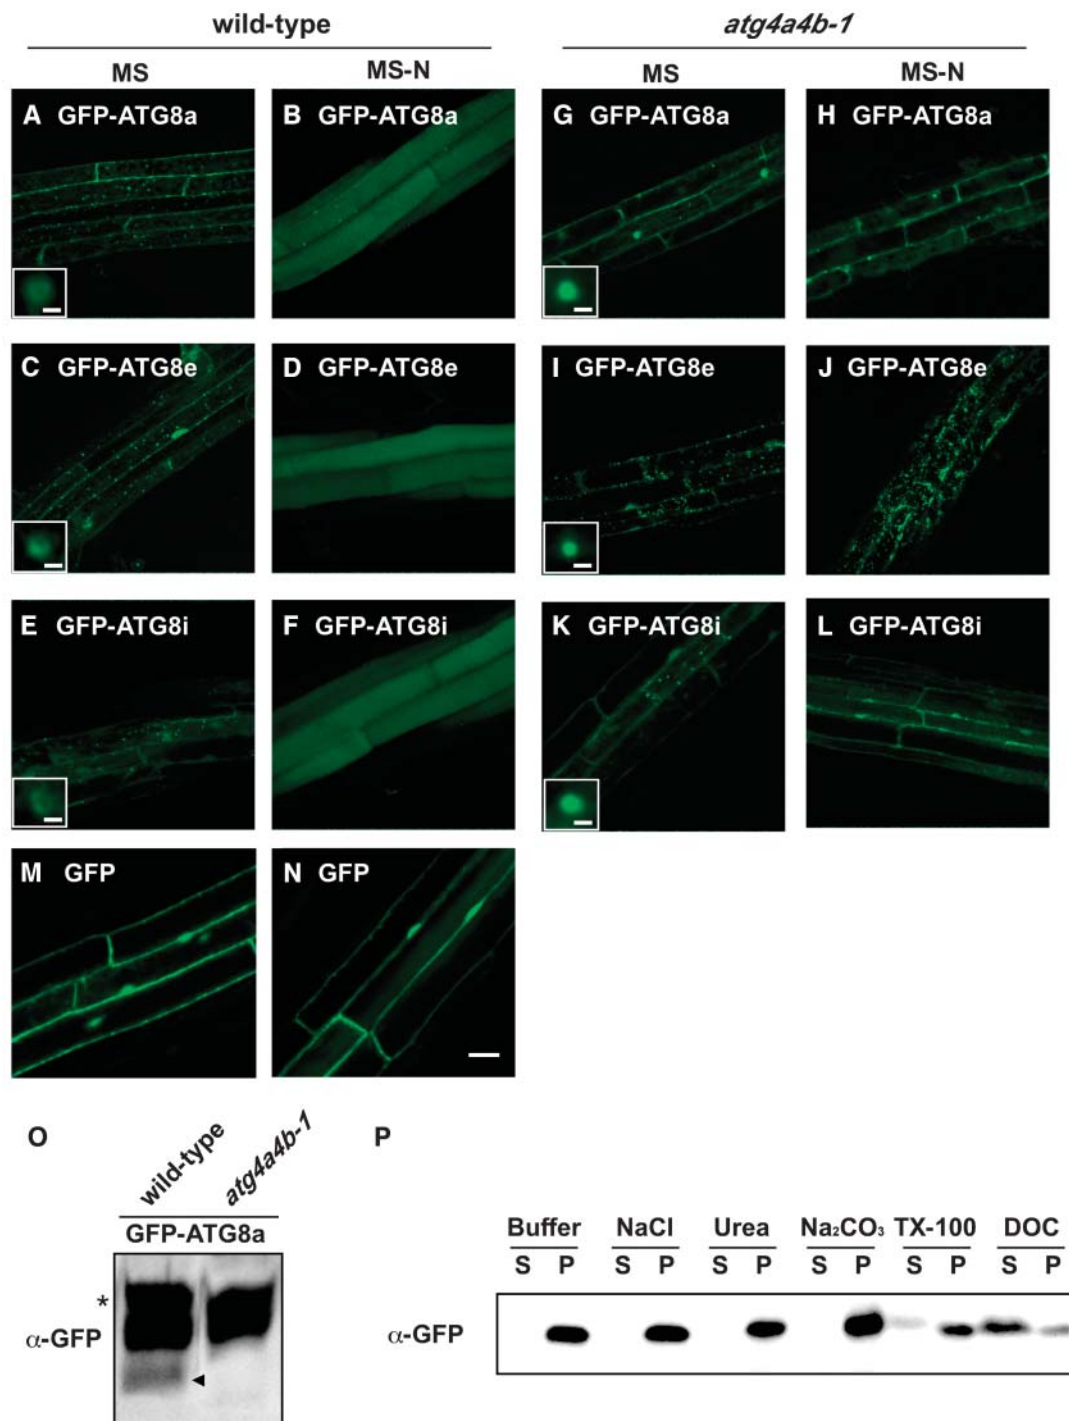 wild-type atg4a4b-1
MS MS-N MS MS-N
A GFP-ATG8a B GFP-ATG8a G GFP-ATG8a H GFP-ATG8a
C GFP-ATG8e D GFP-ATG8e I GFP-ATG8e J GFP-ATG8e
E GFP-ATG8i F GFP-ATG8i K GFP-ATG8i L GFP-ATG8i
M GFP N GFP
O
wild-type atg4a4b-1
GFP-ATG8a
*
α-GFP
P
Buffer NaCl Urea Na₂CO₃ TX-100 DOC
S P S P S P S P S P S P
α-GFP